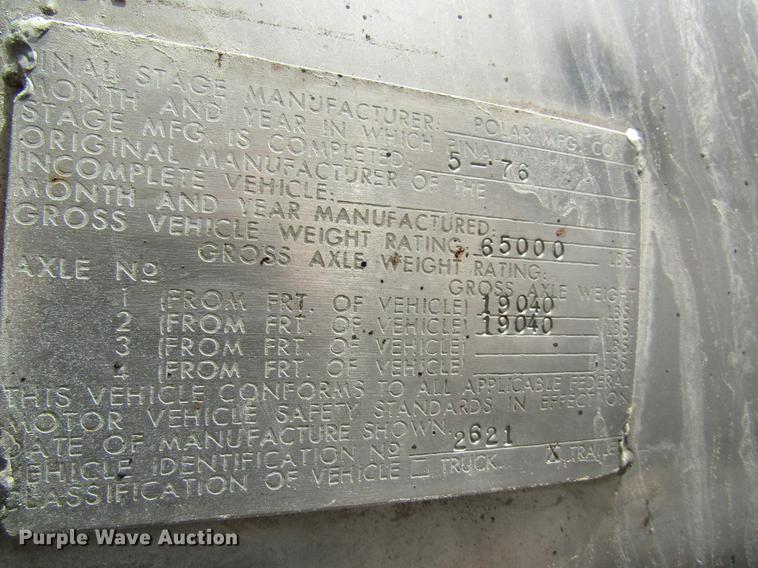 FINAL STAGE MANUFACTURER: POLAR MFG. CO.
MONTH AND YEAR IN WHICH FINAL
STAGE MFG. IS COMPLETED: 5-76
ORIGINAL MANUFACTURER OF THE
INCOMPLETE VEHICLE:
MONTH AND YEAR MANUFACTURED:
GROSS VEHICLE WEIGHT RATING: 65000 LBS.
GROSS AXLE WEIGHT RATING:
AXLE No GROSS AXLE WEIGHT
1 (FROM FRT. OF VEHICLE) 19040 LBS.
2 (FROM FRT. OF VEHICLE) 19040 LBS.
3 (FROM FRT. OF VEHICLE) LBS.
4 (FROM FRT. OF VEHICLE) LBS.
THIS VEHICLE CONFORMS TO ALL APPLICABLE FEDERAL
MOTOR VEHICLE SAFETY STANDARDS IN EFFECT ON
DATE OF MANUFACTURE SHOWN.
VEHICLE IDENTIFICATION No 2621
CLASSIFICATION OF VEHICLE TRUCK X TRAILER
Purple Wave Auction